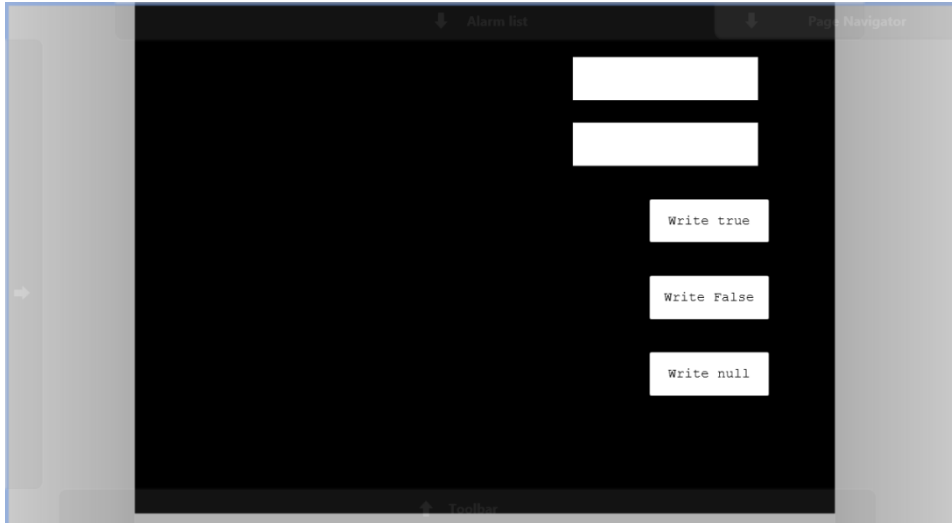 Alarm list
Page Navigator
Write true
Write False
Write null
Toolbar